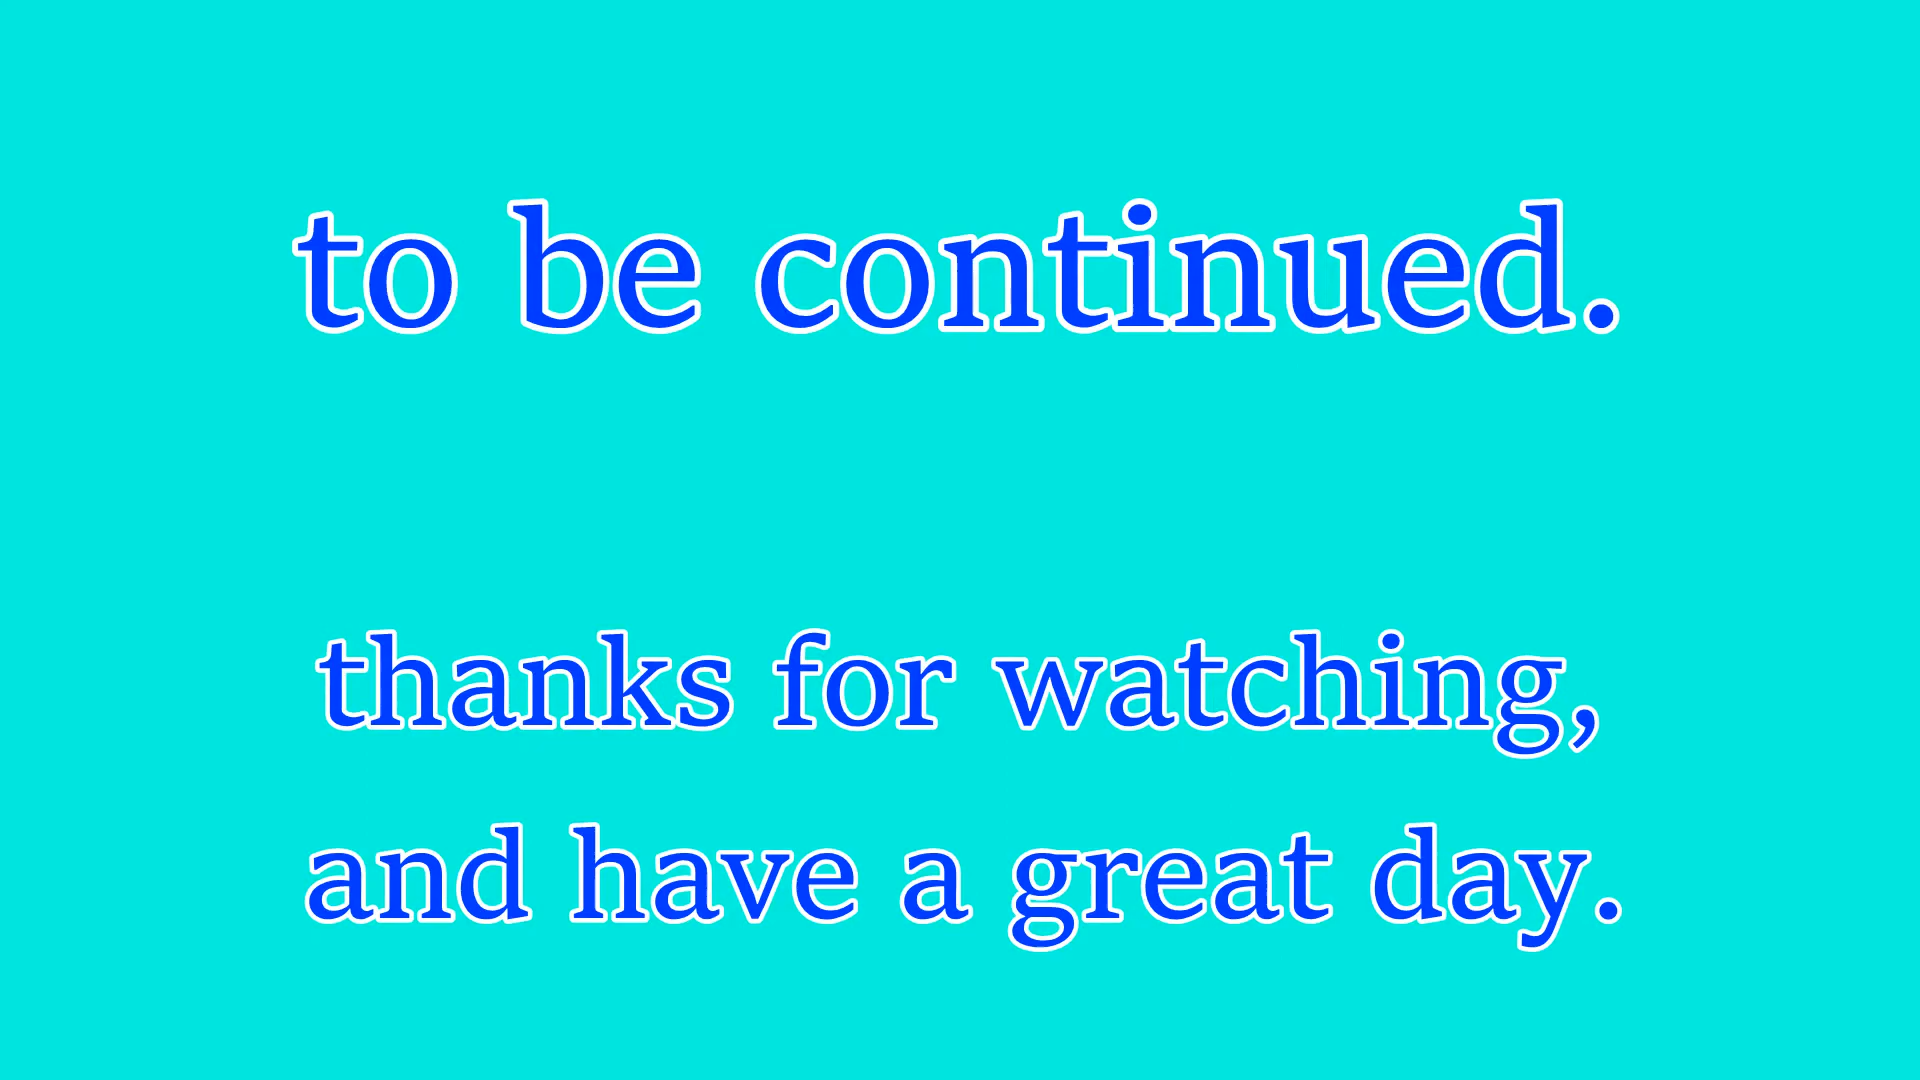 to be continued.
thanks for watching,
and have a great day.